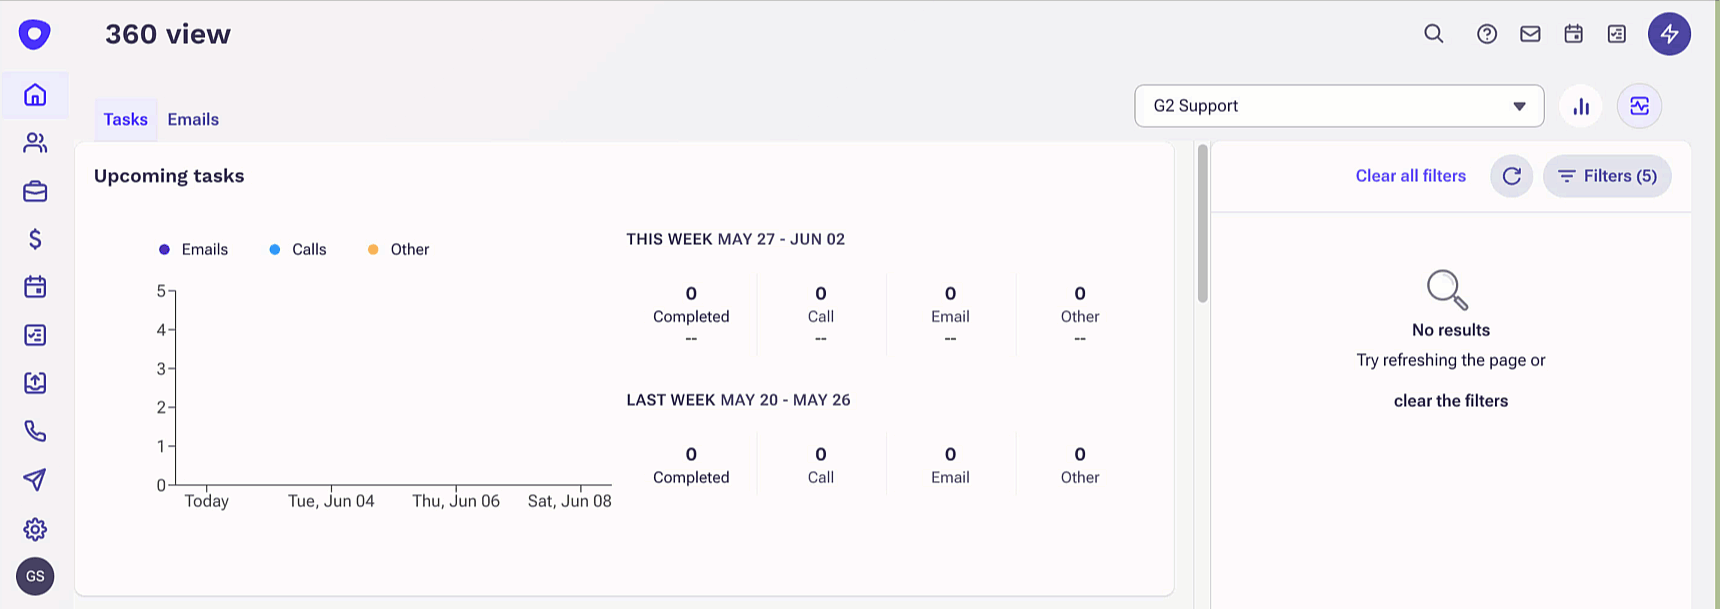 360 view
Tasks
Emails
G2 Support
Upcoming tasks
Clear all filters
Filters (5)
Emails
Calls
Other
5
4
3
2
1
0
Today
Tue, Jun 04
Thu, Jun 06
Sat, Jun 08
THIS WEEK MAY 27 - JUN 02
0
Completed
--
0
Call
--
0
Email
--
0
Other
--
LAST WEEK MAY 20 - MAY 26
0
Completed
0
Call
0
Email
0
Other
No results
Try refreshing the page or
clear the filters
GS